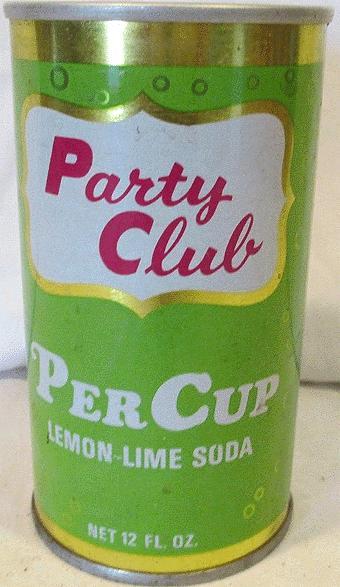 Party
Club
PERCUP
LEMON-LIME SODA
NET 12 FL. OZ.